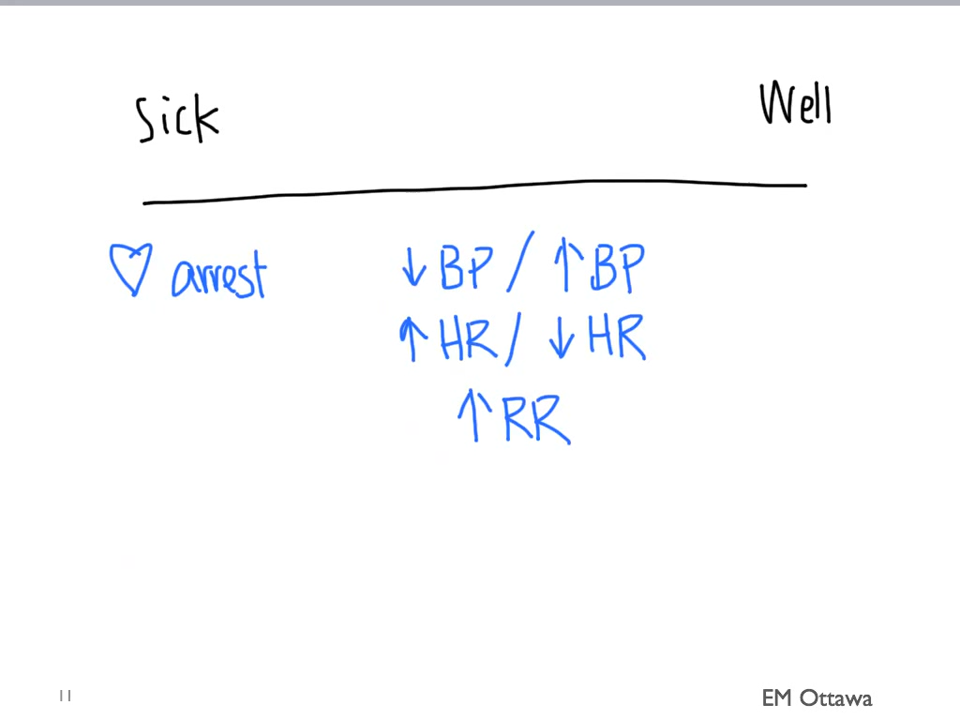 Sick Well
♡ arrest ↓BP / ↑BP
↑HR / ↓HR
↑RR
11 EM Ottawa